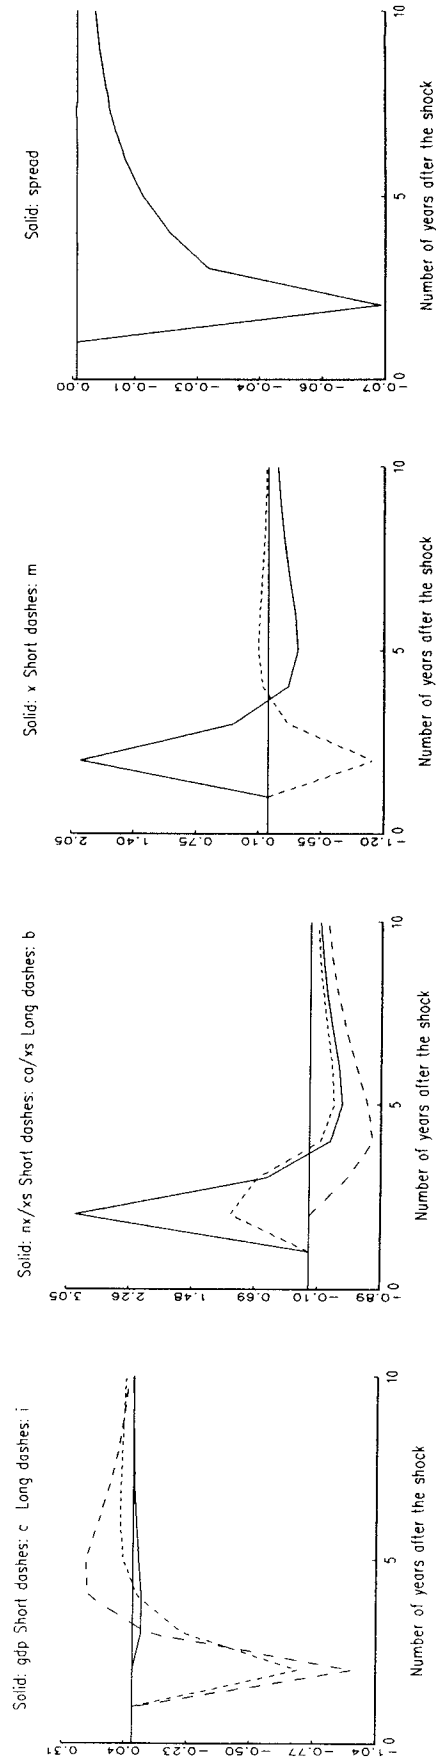 Solid: gdp Short dashes: c Long dashes: i
0.31
0.04
-0.23
-0.50
-0.77
-1.04
0 5 10
Number of years after the shock
Solid: nx/xs Short dashes: ca/xs Long dashes: b
3.05
2.26
1.48
0.69
-0.10
-0.89
0 5 10
Number of years after the shock
Solid: x Short dashes: m
2.05
1.40
0.75
0.10
-0.55
-1.20
0 5 10
Number of years after the shock
Solid: spread
0.00
-0.01
-0.03
-0.04
-0.06
-0.07
0 5 10
Number of years after the shock